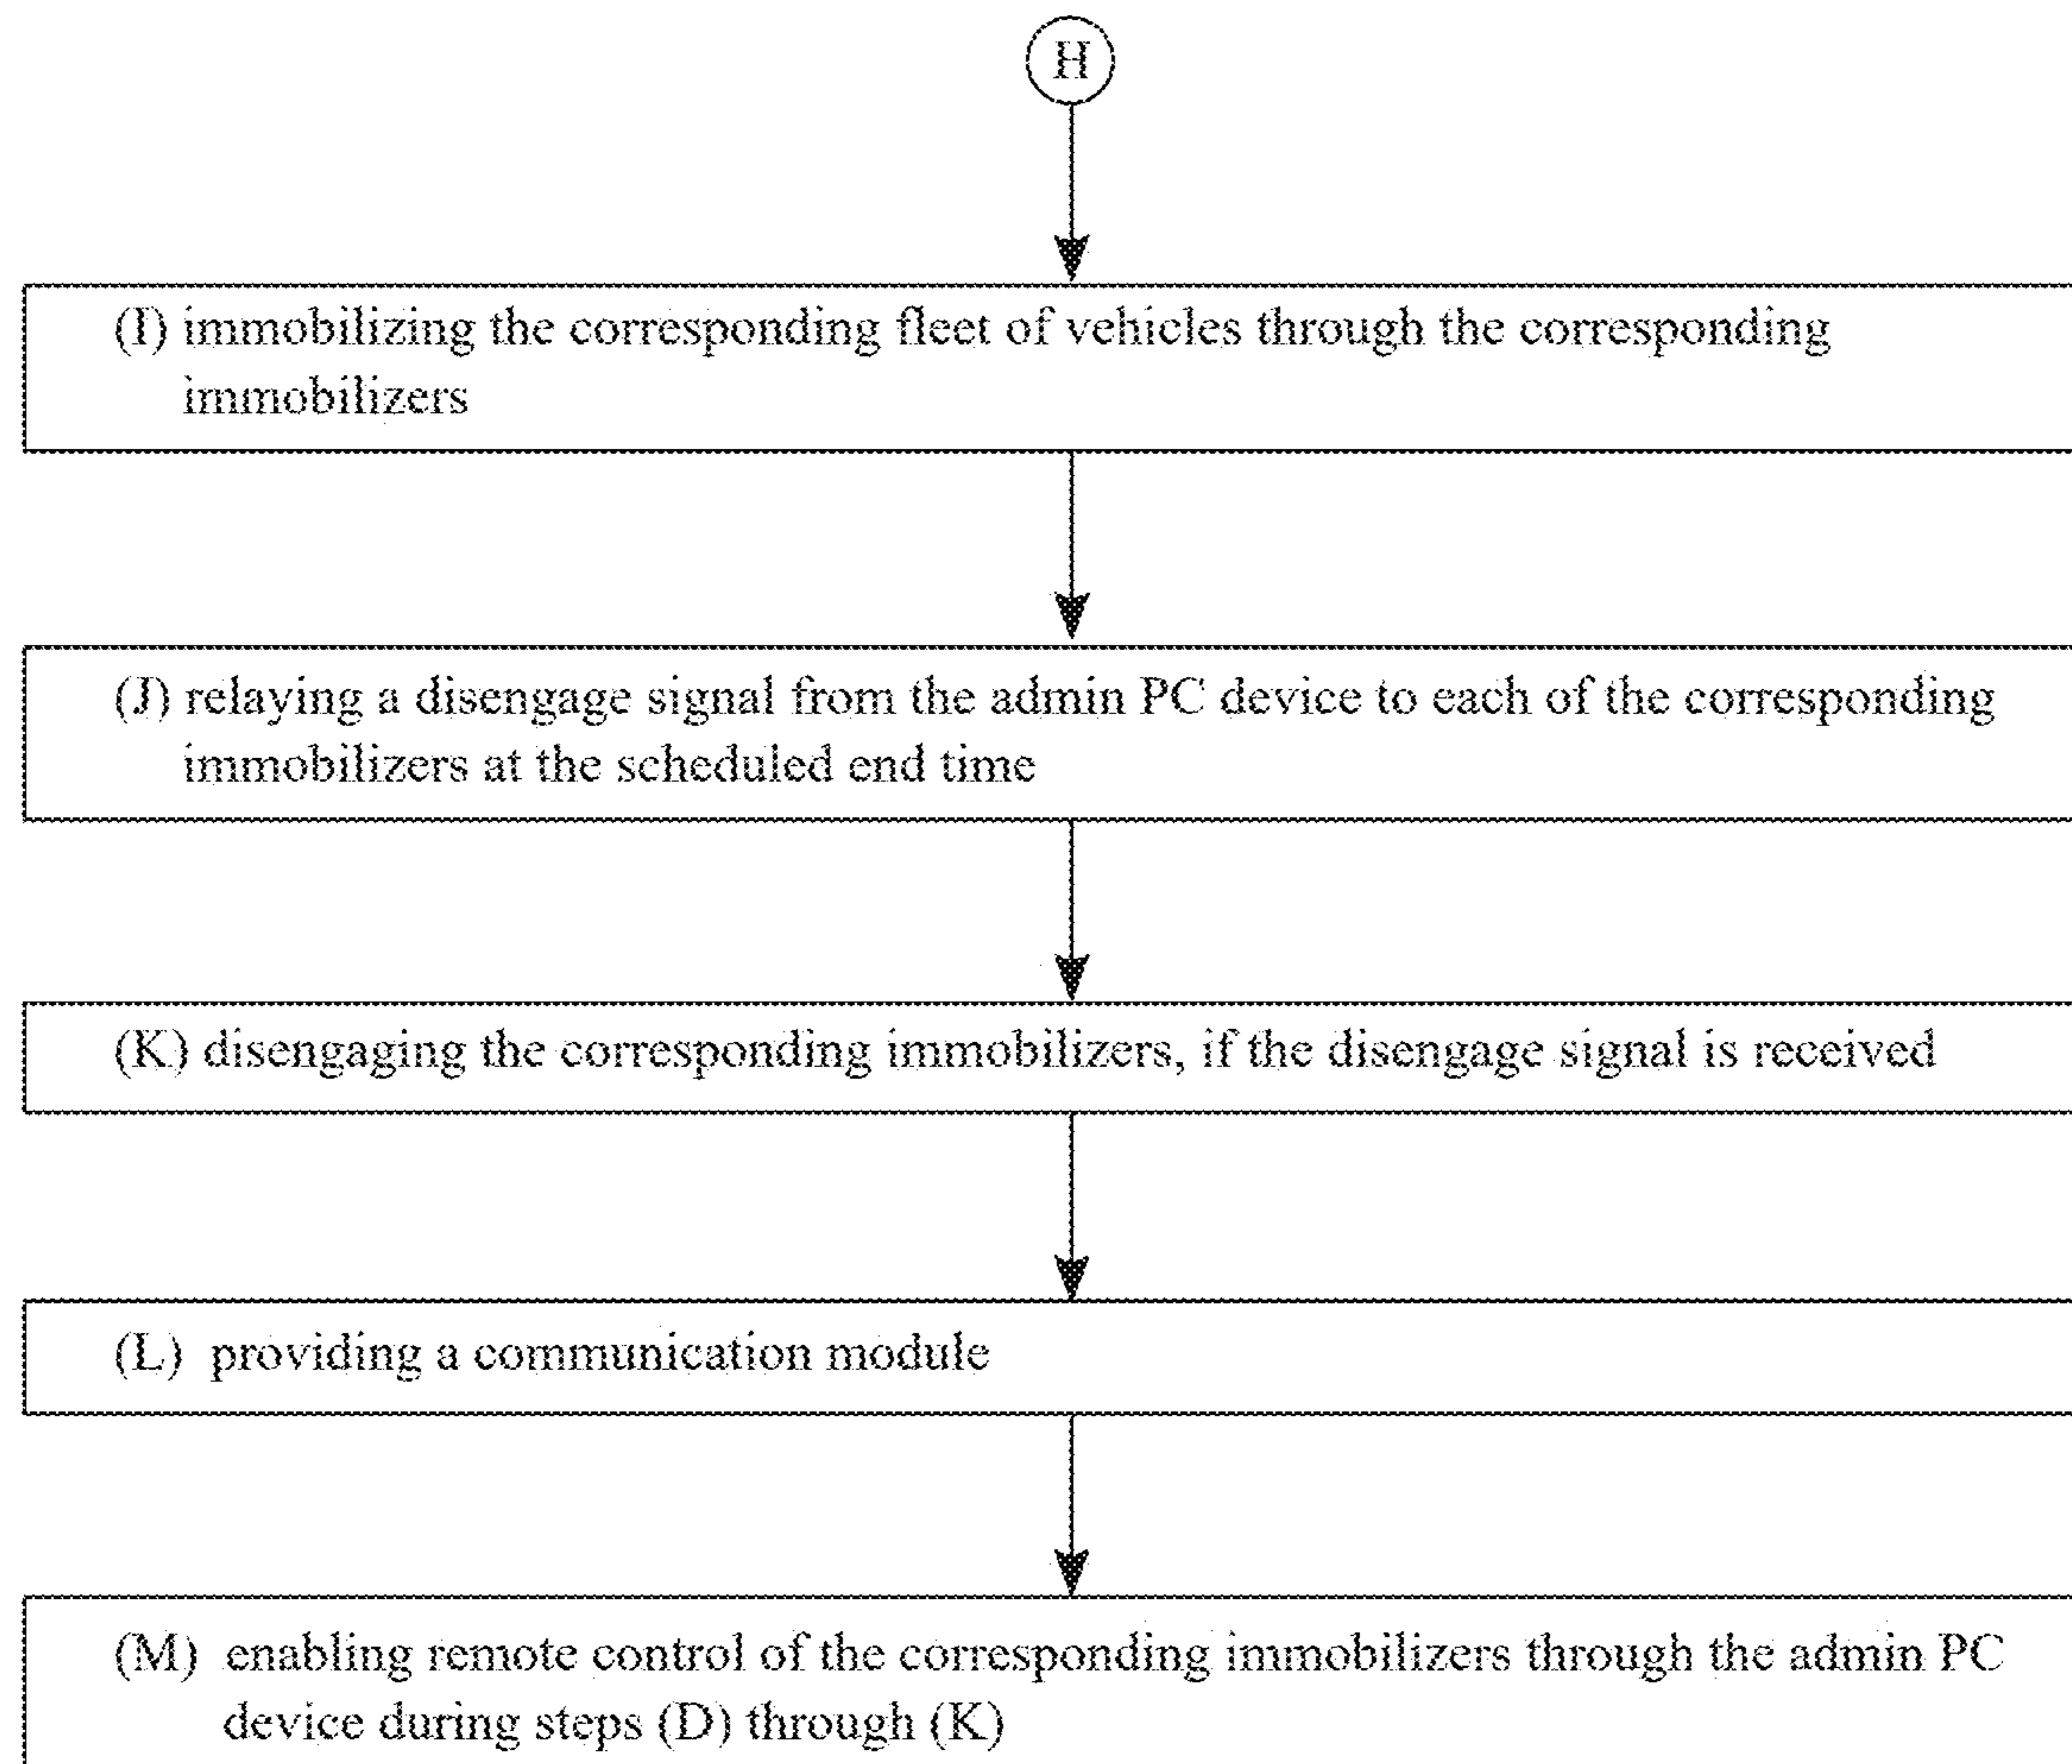 H
(I) immobilizing the corresponding fleet of vehicles through the corresponding
immobilizers
(J) relaying a disengage signal from the admin PC device to each of the corresponding
immobilizers at the scheduled end time
(K) disengaging the corresponding immobilizers, if the disengage signal is received
(L) providing a communication module
(M) enabling remote control of the corresponding immobilizers through the admin PC
device during steps (D) through (K)